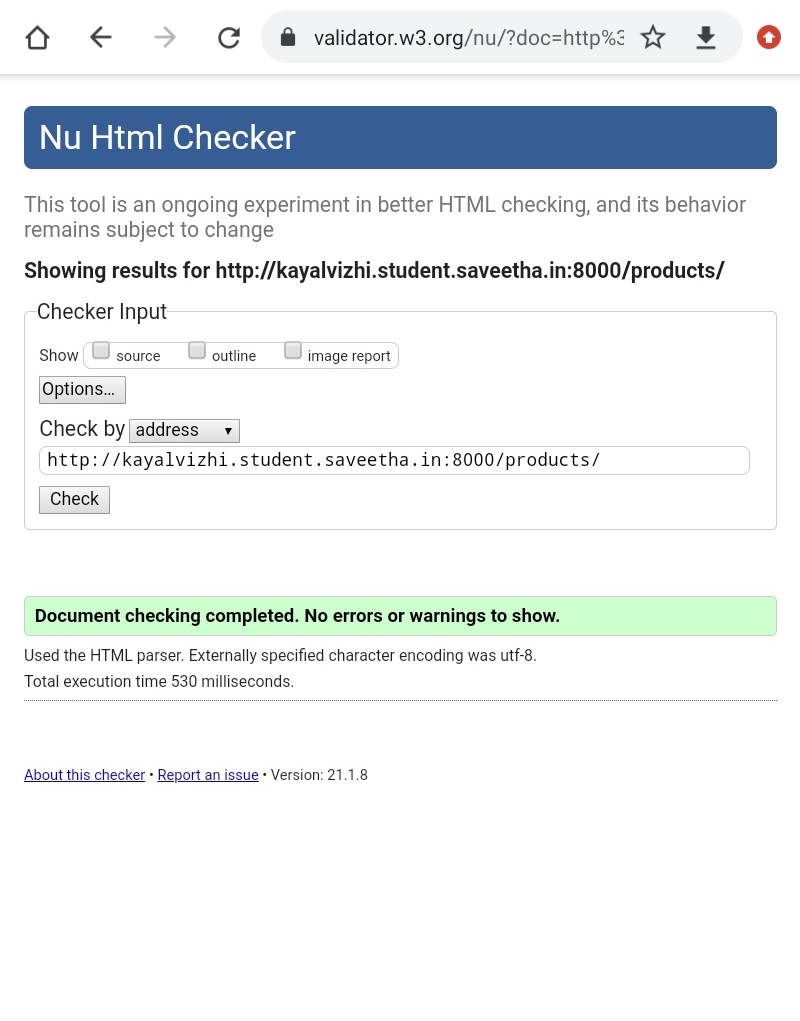 validator.w3.org/nu/?doc=http%3
Nu Html Checker
This tool is an ongoing experiment in better HTML checking, and its behavior
remains subject to change
Showing results for http://kayalvizhi.student.saveetha.in:8000/products/
Checker Input
Show source outline image report
Options...
Check by address
http://kayalvizhi.student.saveetha.in:8000/products/
Check
Document checking completed. No errors or warnings to show.
Used the HTML parser. Externally specified character encoding was utf-8.
Total execution time 530 milliseconds.
About this checker • Report an issue • Version: 21.1.8